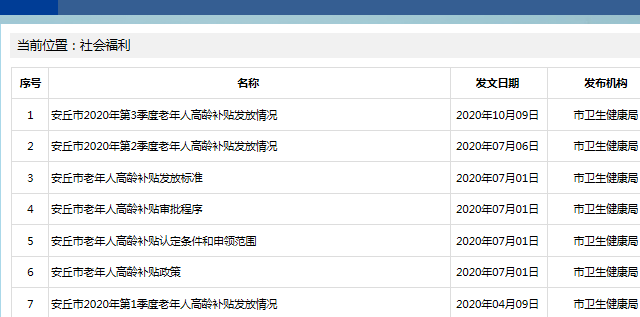 当前位置：社会福利
序号 名称 发文日期 发布机构
1 安丘市2020年第3季度老年人高龄补贴发放情况 2020年10月09日 市卫生健康局
2 安丘市2020年第2季度老年人高龄补贴发放情况 2020年07月06日 市卫生健康局
3 安丘市老年人高龄补贴发放标准 2020年07月01日 市卫生健康局
4 安丘市老年人高龄补贴审批程序 2020年07月01日 市卫生健康局
5 安丘市老年人高龄补贴认定条件和申领范围 2020年07月01日 市卫生健康局
6 安丘市老年人高龄补贴政策 2020年07月01日 市卫生健康局
7 安丘市2020年第1季度老年人高龄补贴发放情况 2020年04月09日 市卫生健康局